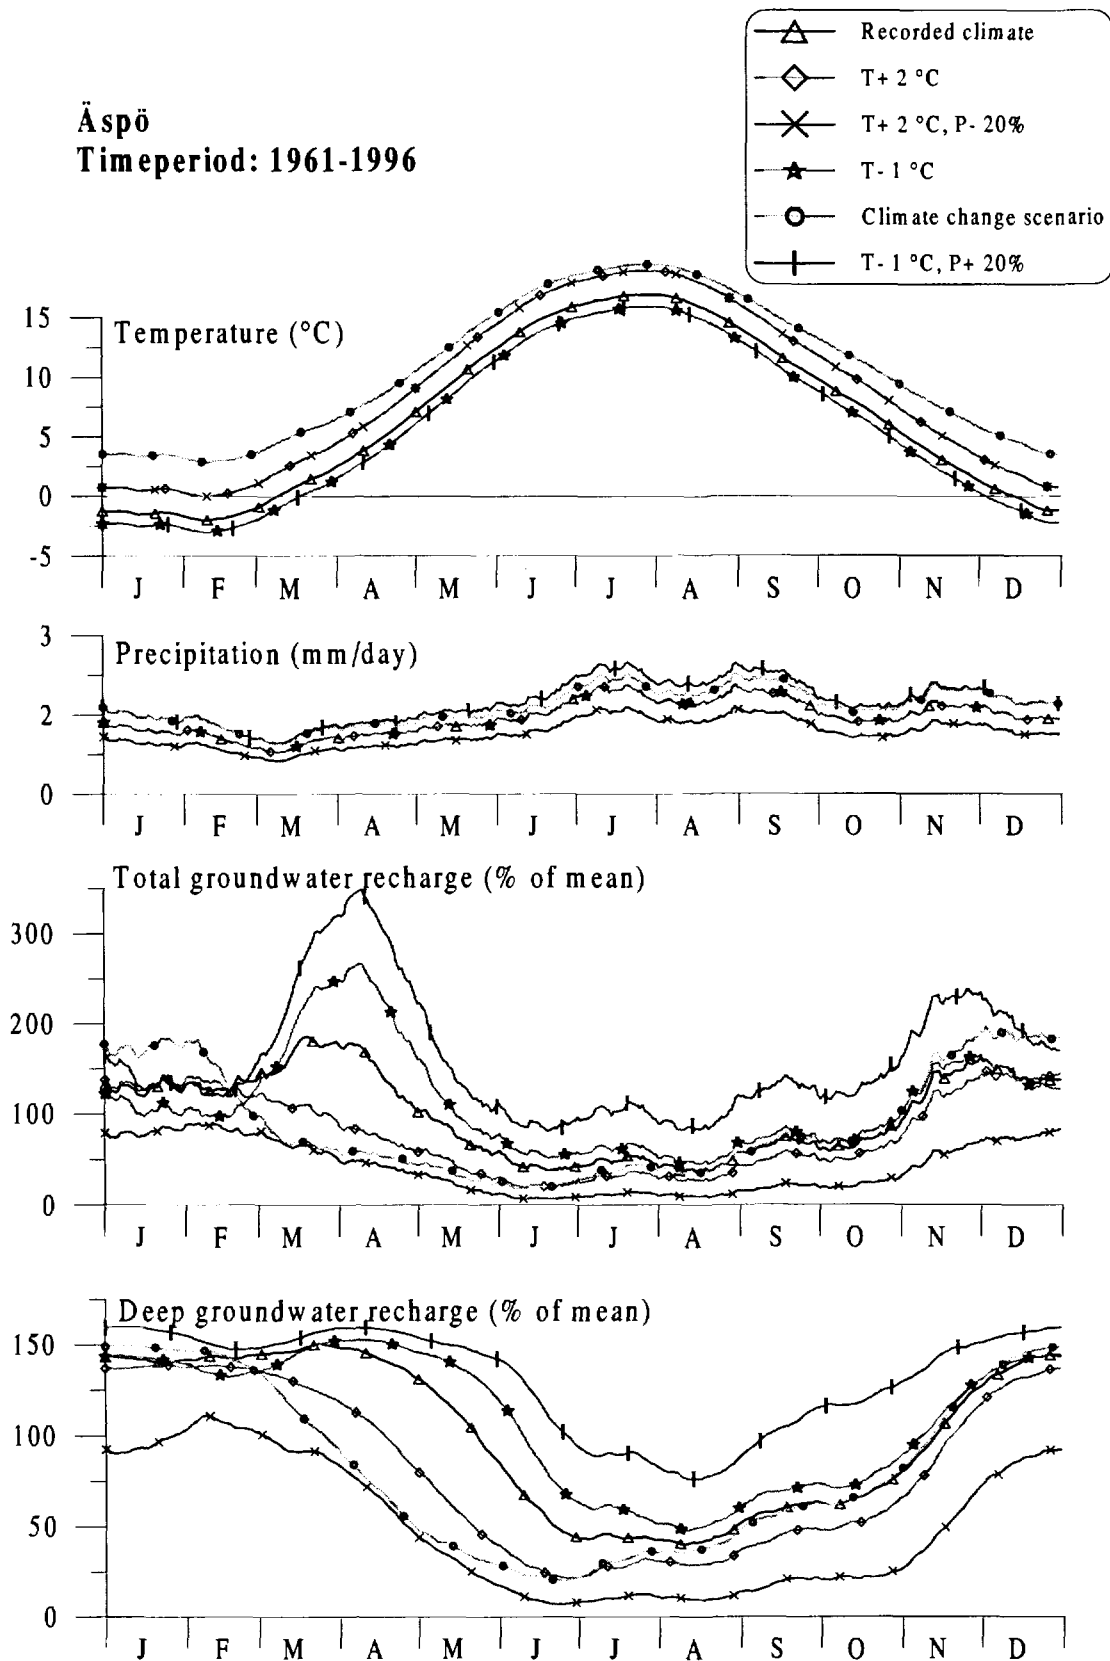 Recorded climate
T+ 2 °C
T+ 2 °C, P- 20%
T- 1 °C
Climate change scenario
T- 1 °C, P+ 20%
Äspö
Timeperiod: 1961-1996
Temperature (°C)
15
10
5
0
-5
J F M A M J J A S O N D
Precipitation (mm/day)
3
2
0
J F M A M J J A S O N D
Total groundwater recharge (% of mean)
300
200
100
0
J F M A M J J A S O N D
Deep groundwater recharge (% of mean)
150
100
50
0
J F M A M J J A S O N D